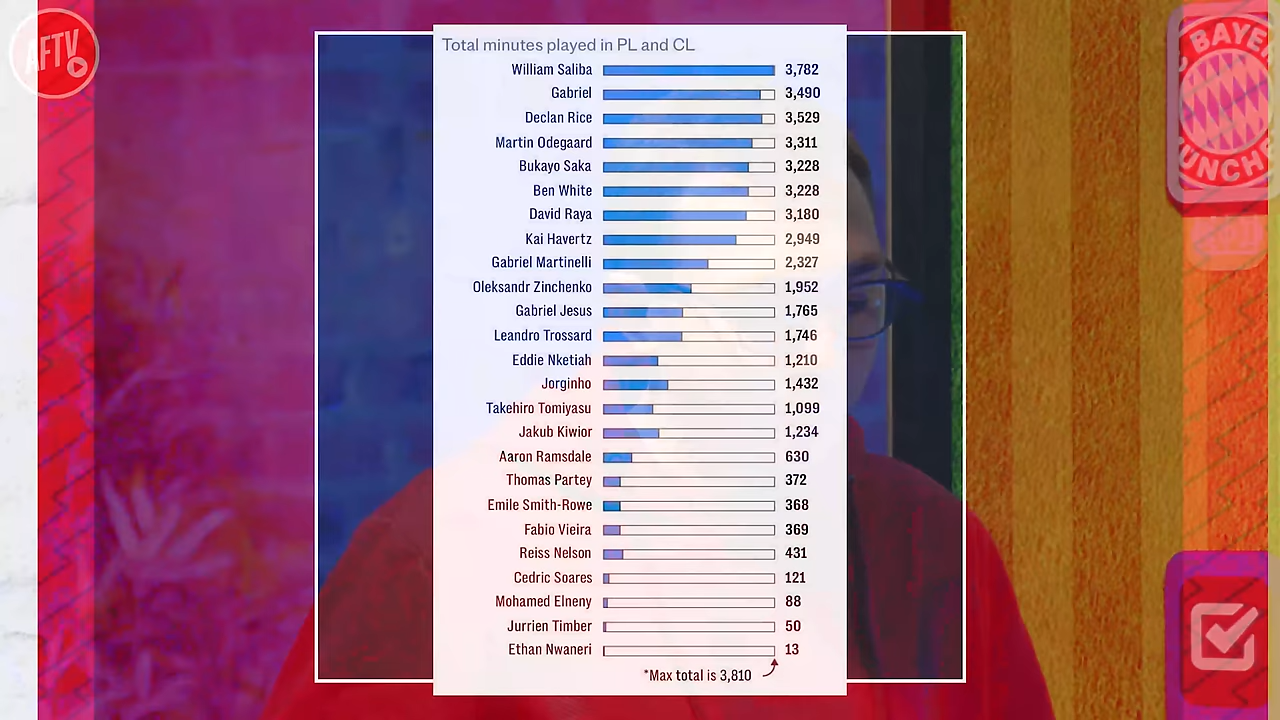 AFTV
Total minutes played in PL and CL
William Saliba 3,782
Gabriel 3,490
Declan Rice 3,529
Martin Odegaard 3,311
Bukayo Saka 3,228
Ben White 3,228
David Raya 3,180
Kai Havertz 2,949
Gabriel Martinelli 2,327
Oleksandr Zinchenko 1,952
Gabriel Jesus 1,765
Leandro Trossard 1,746
Eddie Nketiah 1,210
Jorginho 1,432
Takehiro Tomiyasu 1,099
Jakub Kiwior 1,234
Aaron Ramsdale 630
Thomas Partey 372
Emile Smith-Rowe 368
Fabio Vieira 369
Reiss Nelson 431
Cedric Soares 121
Mohamed Elneny 88
Jurrien Timber 50
Ethan Nwaneri 13
*Max total is 3,810